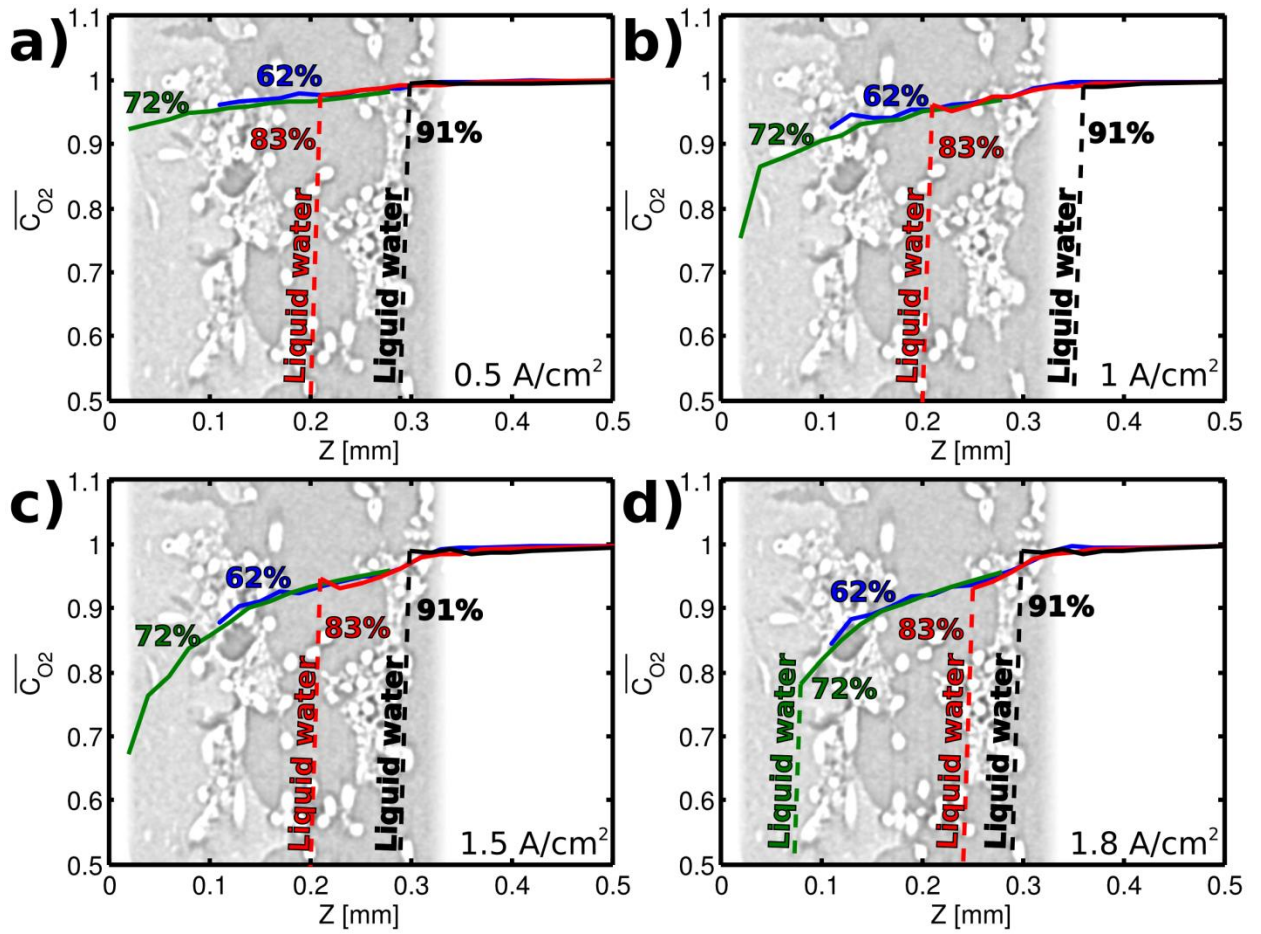 a)
1.1
1
0.9
0.8
0.7
0.6
0.5
C̅O2
62%
72%
83%
91%
Liquid water
Liquid water
0.5 A/cm²
0 0.1 0.2 0.3 0.4 0.5
Z [mm]
b)
1.1
1
0.9
0.8
0.7
0.6
0.5
C̅O2
62%
72%
83%
91%
Liquid water
Liquid water
1 A/cm²
0 0.1 0.2 0.3 0.4 0.5
Z [mm]
c)
1.1
1
0.9
0.8
0.7
0.6
0.5
C̅O2
62%
72%
83%
91%
Liquid water
Liquid water
1.5 A/cm²
0 0.1 0.2 0.3 0.4 0.5
Z [mm]
d)
1.1
1
0.9
0.8
0.7
0.6
0.5
C̅O2
62%
83%
91%
72%
Liquid water
Liquid water
Liquid water
1.8 A/cm²
0 0.1 0.2 0.3 0.4 0.5
Z [mm]